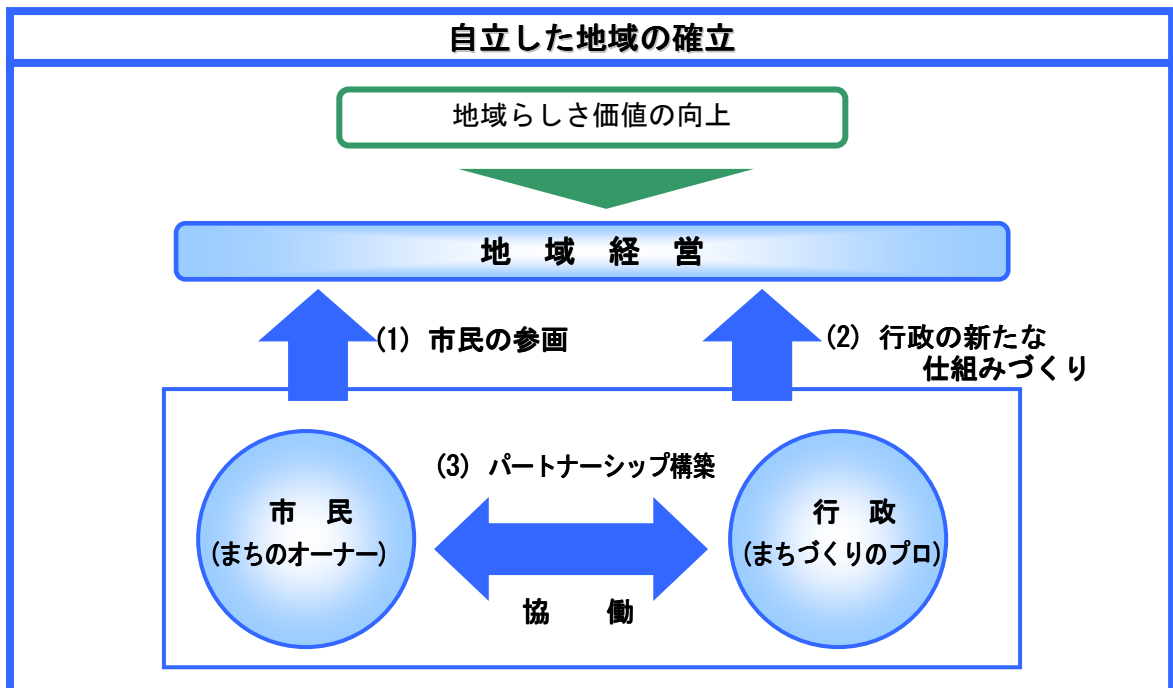 自立した地域の確立
地域らしさ価値の向上
地 域 経 営
(1) 市民の参画
(2) 行政の新たな
仕組みづくり
(3) パートナーシップ構築
市 民
(まちのオーナー)
行 政
(まちづくりのプロ)
協 働